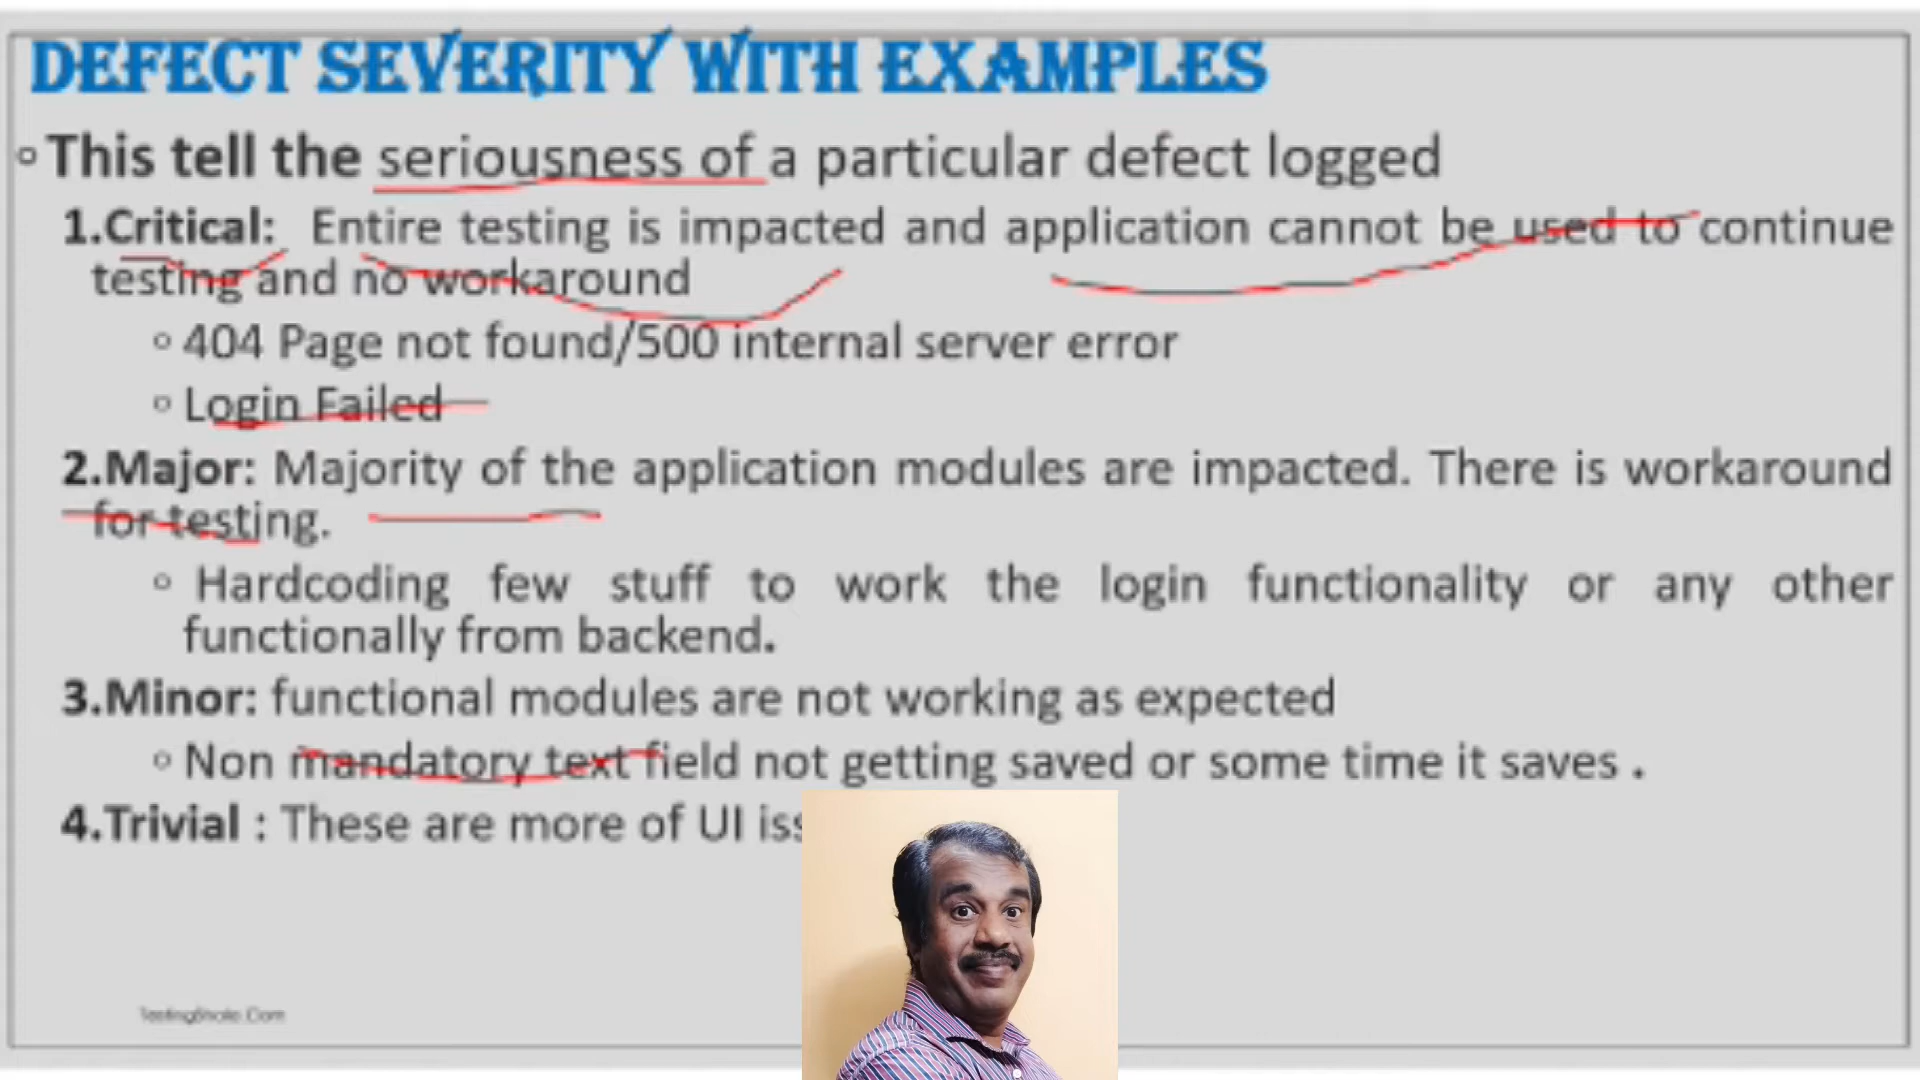 DEFECT SEVERITY WITH EXAMPLES
This tell the seriousness of a particular defect logged
1.Critical: Entire testing is impacted and application cannot be used to continue
testing and no workaround
404 Page not found/500 internal server error
Login Failed
2.Major: Majority of the application modules are impacted. There is workaround
for testing.
Hardcoding few stuff to work the login functionality or any other
functionally from backend.
3.Minor: functional modules are not working as expected
Non mandatory text field not getting saved or some time it saves .
4.Trivial : These are more of UI